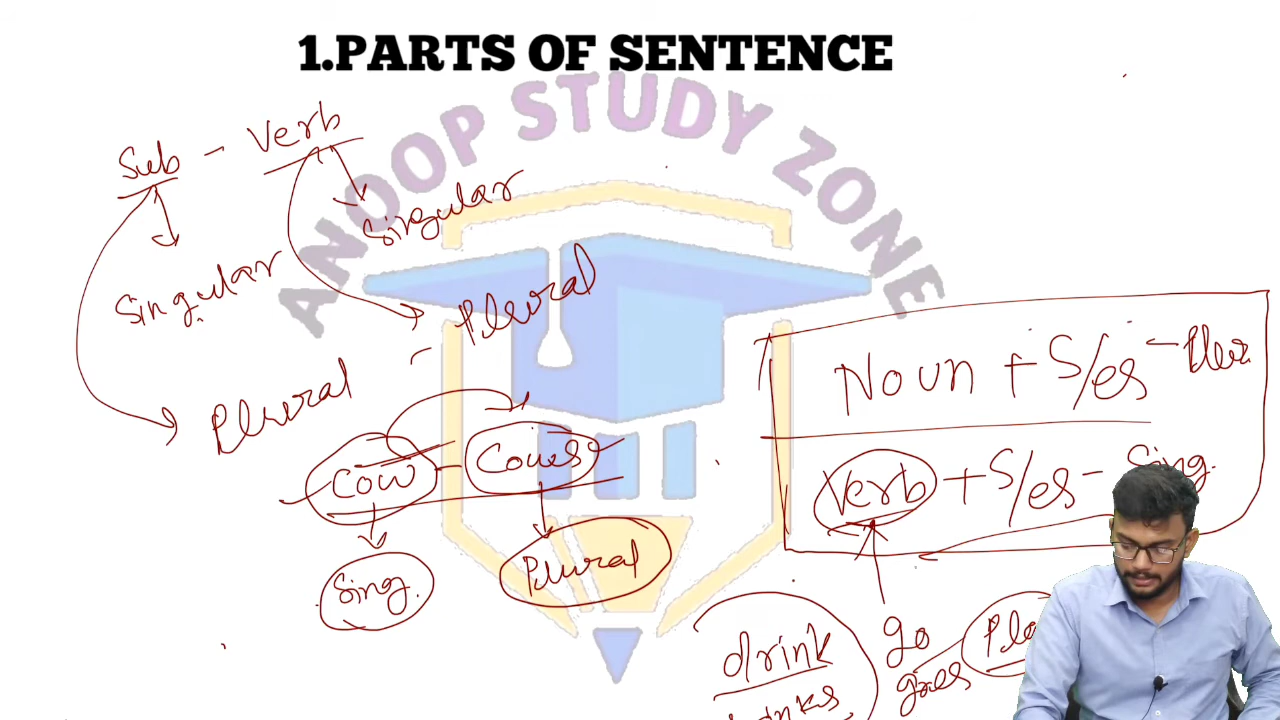 1.PARTS OF SENTENCE
ANOOP STUDY ZONE
Sub - Verb
Singular
Singular
Plural - Plural
Cow - Cows
Sing.
Plural
Noun + S/es - Plur.
Verb + S/es - Sing.
drink
go
goes